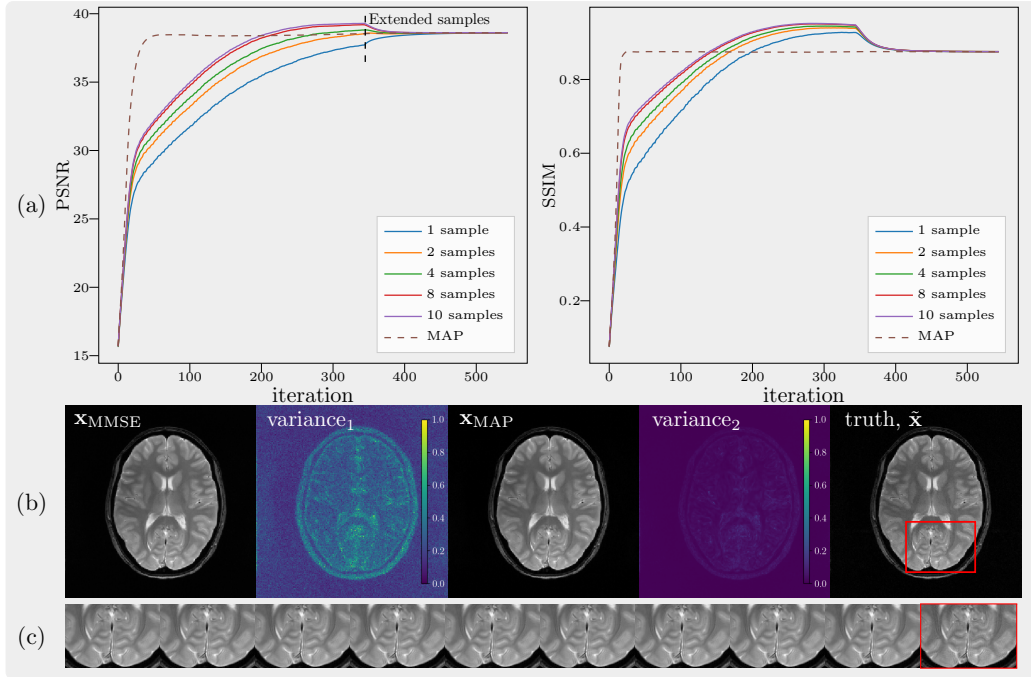 (a)
PSNR
40
35
30
25
20
15
Extended samples
1 sample
2 samples
4 samples
8 samples
10 samples
MAP
0 100 200 300 400 500
iteration
SSIM
0.8
0.6
0.4
0.2
1 sample
2 samples
4 samples
8 samples
10 samples
MAP
0 100 200 300 400 500
iteration
(b)
x_MMSE
variance_1
1.0
0.8
0.6
0.4
0.2
0.0
x_MAP
variance_2
1.0
0.8
0.6
0.4
0.2
0.0
truth, x̃
(c)